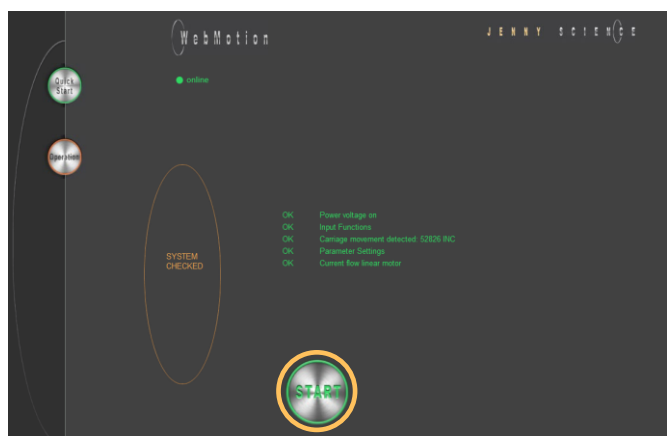 WebMotion
JENNY SCIENCE
Quick
Start
online
Operation
OK Power voltage on
OK Input Functions
OK Carriage movement detected: 52826 INC
OK Parameter Settings
OK Current flow linear motor
SYSTEM
CHECKED
START